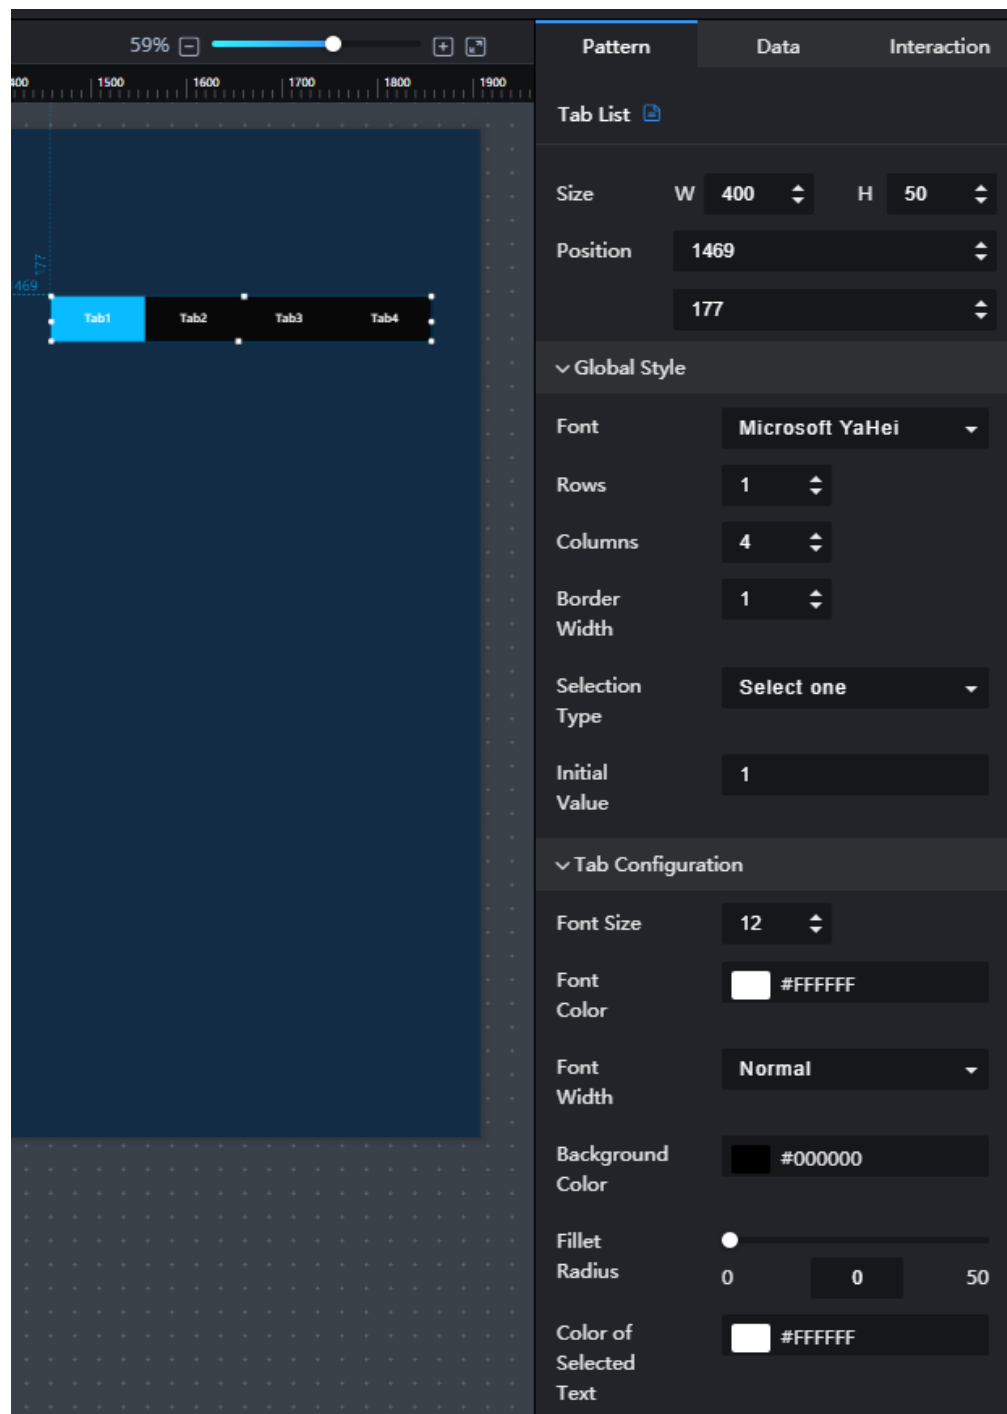 59%
Pattern Data Interaction
400 1500 1600 1700 1800 1900
Tab List
Size W 400 H 50
Position 1469
177
177
469
Tab1 Tab2 Tab3 Tab4
Global Style
Font Microsoft YaHei
Rows 1
Columns 4
Border
Width
1
Selection
Type
Select one
Initial
Value
1
Tab Configuration
Font Size 12
Font
Color
#FFFFFF
Font
Width
Normal
Background
Color
#000000
Fillet
Radius
0 0 50
Color of
Selected
Text
#FFFFFF